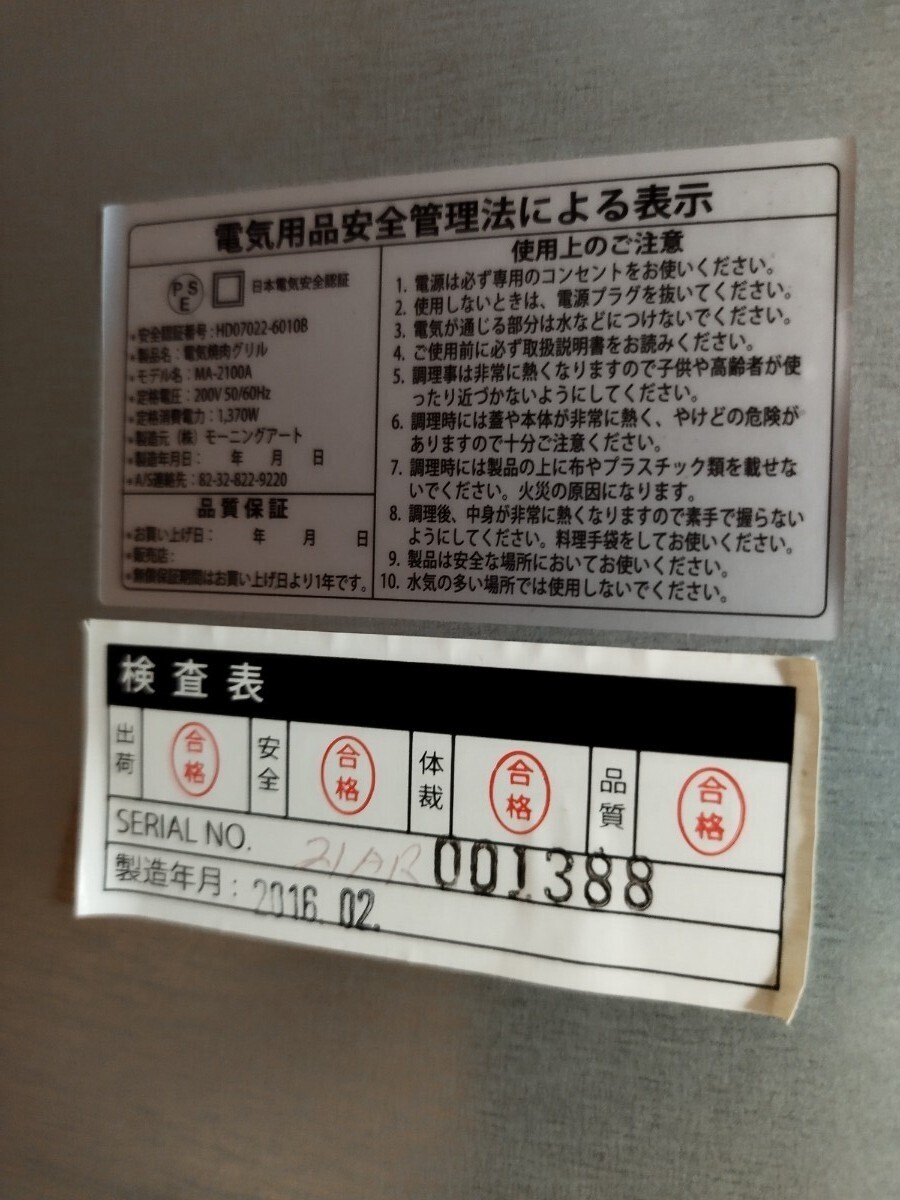 電気用品安全管理法による表示
PSE 日本電気安全認証
*安全認証番号:HD07022-6010B
*製品名:電気焼肉グリル
*モデル名:MA-2100A
*定格電圧:200V 50/60Hz
*定格消費電力:1,370W
*製造元(株)モーニングアート
*製造年月日: 年 月 日
*A/S連絡先:82-32-822-9220
品質保証
*お買い上げ日: 年 月 日
*販売店:
*無償保証期間はお買い上げ日より1年です。
使用上のご注意
1. 電源は必ず専用のコンセントをお使いください。
2. 使用しないときは、電源プラグを抜いてください。
3. 電気が通じる部分は水などにつけないでください。
4. ご使用前に必ず取扱説明書をお読みください。
5. 調理事は非常に熱くなりますので子供や高齢者が使
ったり近づかないようにしてください。
6. 調理時には蓋や本体が非常に熱く、やけどの危険が
ありますので十分ご注意ください。
7. 調理時には製品の上に布やプラスチック類を載せな
いでください。火災の原因になります。
8. 調理後、中身が非常に熱くなりますので素手で握らない
ようにしてください。料理手袋をしてお使いください。
9. 製品は安全な場所においてお使いください。
10. 水気の多い場所では使用しないでください。
検査表
出荷 合格 安全 合格 体裁 合格 品質 合格
SERIAL NO. 21AR 001388
製造年月: 2016. 02.